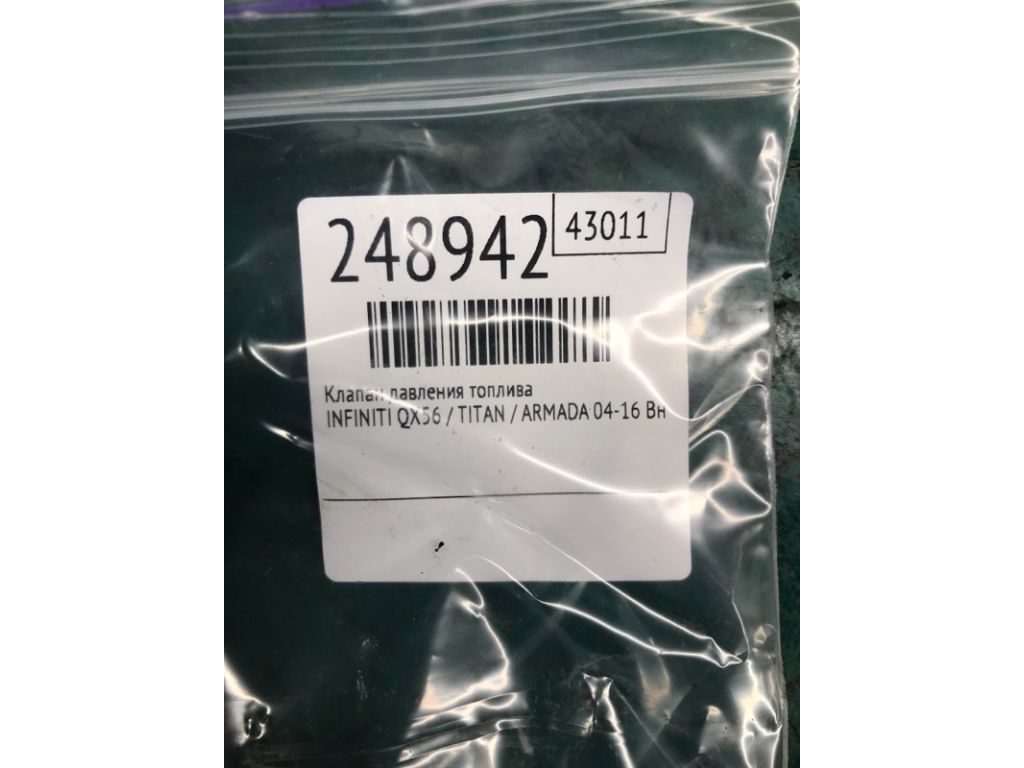 248942
43011
Клапан давления топлива
INFINITI QX56 / TITAN / ARMADA 04-16 Вн